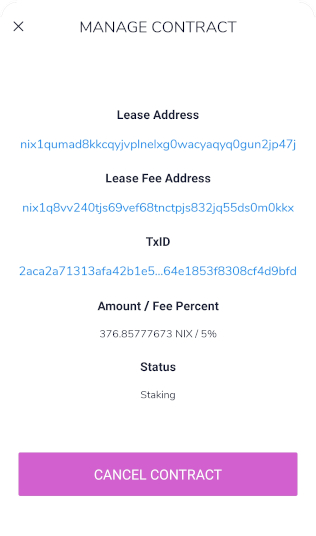 MANAGE CONTRACT
Lease Address
nix1qumad8kkcqyjvplnelxg0wacyaqyq0gun2jp47j
Lease Fee Address
nix1q8vv240tjs69vef68tnctpjs832jq55ds0m0kkx
TxID
2aca2a71313afa42b1e5...64e1853f8308cf4d9bfd
Amount / Fee Percent
376.85777673 NIX / 5%
Status
Staking
CANCEL CONTRACT